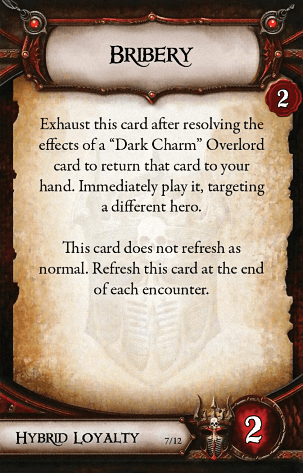 Bribery
2
Exhaust this card after resolving the
effects of a “Dark Charm” Overlord
card to return that card to your
hand. Immediately play it, targeting
a different hero.
This card does not refresh as
normal. Refresh this card at the end
of each encounter.
Hybrid Loyalty 7/12 2